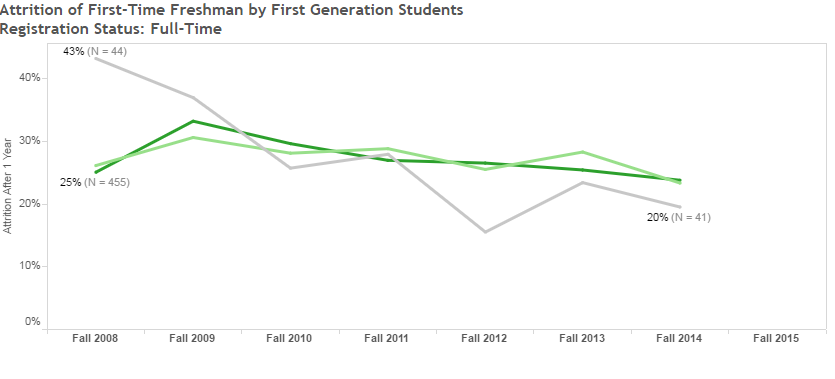 Attrition of First-Time Freshman by First Generation Students
Registration Status: Full-Time
43% (N = 44)
40%
30%
25% (N = 455)
20%
20% (N = 41)
10%
0%
Attrition After 1 Year
Fall 2008 Fall 2009 Fall 2010 Fall 2011 Fall 2012 Fall 2013 Fall 2014 Fall 2015